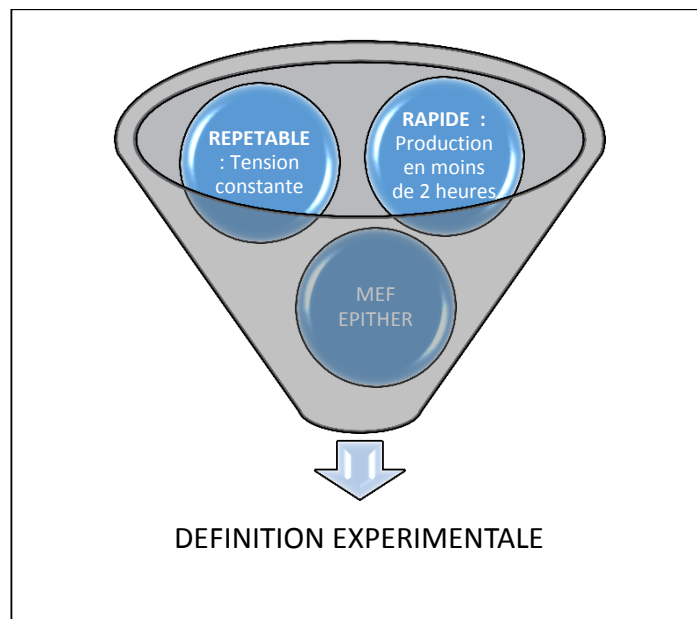 REPETABLE
: Tension
constante
RAPIDE :
Production
en moins
de 2 heures
MEF
EPITHER
DEFINITION EXPERIMENTALE